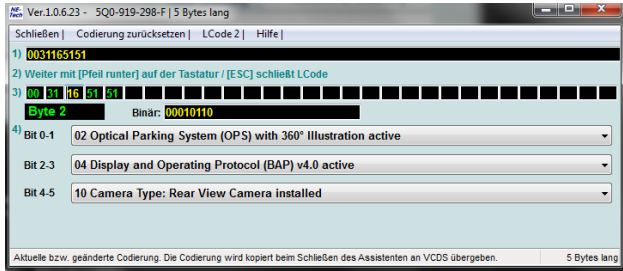 NE-Tech Ver.1.0.6.23 - 5Q0-919-298-F | 5 Bytes lang
Schließen | Codierung zurücksetzen | LCode 2 | Hilfe |
1) 0031165151
2) Weiter mit [Pfeil runter] auf der Tastatur / [ESC] schließt LCode
3) 00 31 16 51 51
Byte 2 Binär: 00010110
4) Bit 0-1 02 Optical Parking System (OPS) with 360° Illustration active
Bit 2-3 04 Display and Operating Protocol (BAP) v4.0 active
Bit 4-5 10 Camera Type: Rear View Camera installed
Aktuelle bzw. geänderte Codierung. Die Codierung wird kopiert beim Schließen des Assistenten an VCDS übergeben. 5 Bytes lang